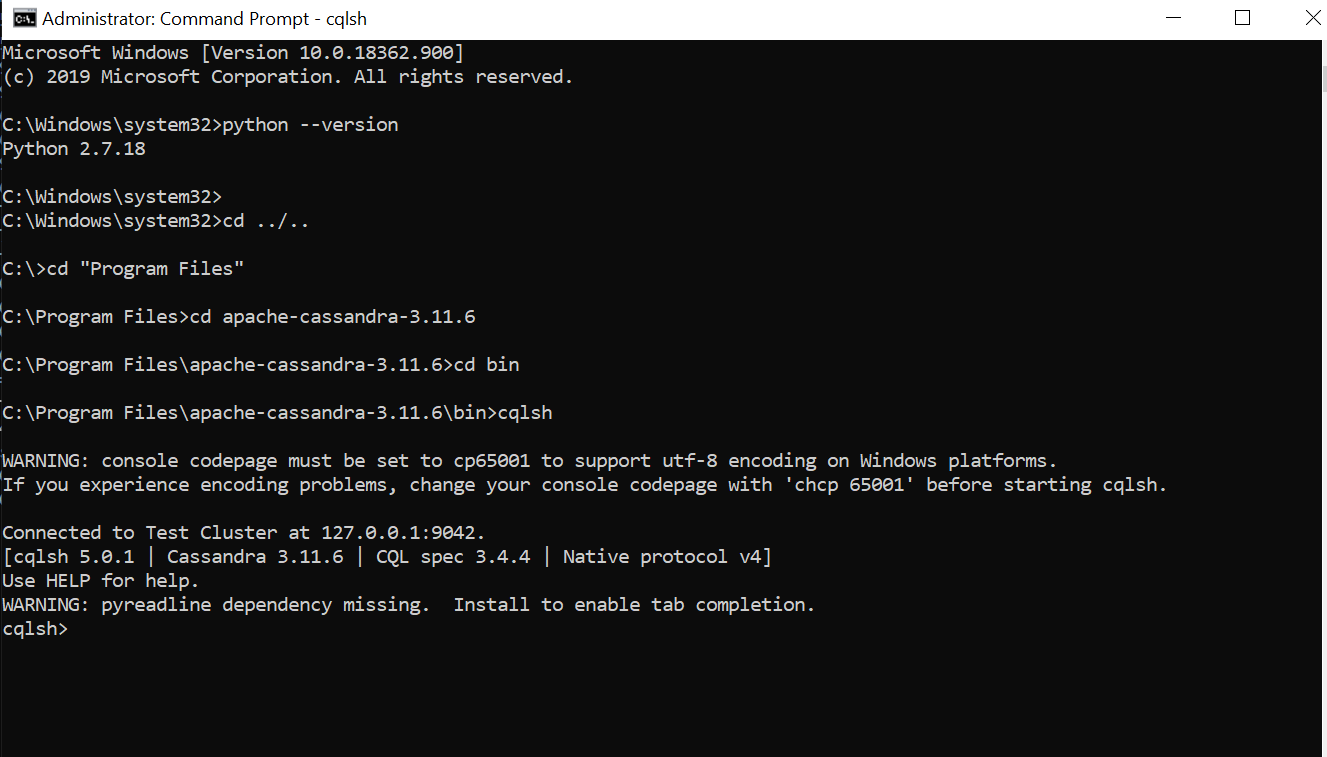 Administrator: Command Prompt - cqlsh
Microsoft Windows [Version 10.0.18362.900]
(c) 2019 Microsoft Corporation. All rights reserved.
C:\Windows\system32>python --version
Python 2.7.18
C:\Windows\system32>
C:\Windows\system32>cd ../..
C:\>cd "Program Files"
C:\Program Files>cd apache-cassandra-3.11.6
C:\Program Files\apache-cassandra-3.11.6>cd bin
C:\Program Files\apache-cassandra-3.11.6\bin>cqlsh
WARNING: console codepage must be set to cp65001 to support utf-8 encoding on Windows platforms.
If you experience encoding problems, change your console codepage with 'chcp 65001' before starting cqlsh.
Connected to Test Cluster at 127.0.0.1:9042.
[cqlsh 5.0.1 | Cassandra 3.11.6 | CQL spec 3.4.4 | Native protocol v4]
Use HELP for help.
WARNING: pyreadline dependency missing.  Install to enable tab completion.
cqlsh>